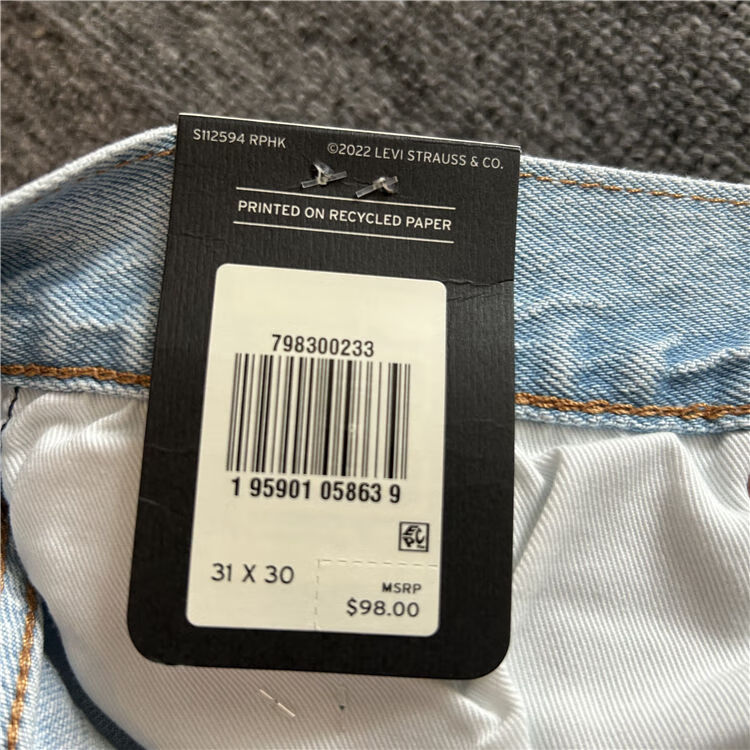 S112594 RPHK
©2022 LEVI STRAUSS & CO.
PRINTED ON RECYCLED PAPER
798300233
1 95901 05863 9
31 X 30
MSRP
$98.00